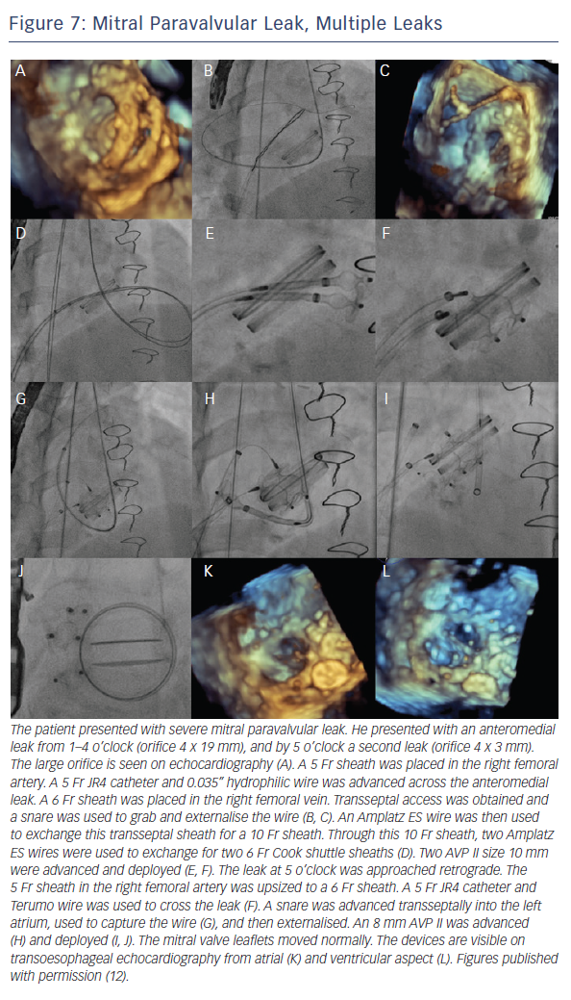 Figure 7: Mitral Paravalvular Leak, Multiple Leaks
A
B
C
D
E
F
G
H
I
J
K
L
The patient presented with severe mitral paravalvular leak. He presented with an anteromedial
leak from 1–4 o’clock (orifice 4 x 19 mm), and by 5 o’clock a second leak (orifice 4 x 3 mm).
The large orifice is seen on echocardiography (A). A 5 Fr sheath was placed in the right femoral
artery. A 5 Fr JR4 catheter and 0.035” hydrophilic wire was advanced across the anteromedial
leak. A 6 Fr sheath was placed in the right femoral vein. Transseptal access was obtained and
a snare was used to grab and externalise the wire (B, C). An Amplatz ES wire was then used
to exchange this transseptal sheath for a 10 Fr sheath. Through this 10 Fr sheath, two Amplatz
ES wires were used to exchange for two 6 Fr Cook shuttle sheaths (D). Two AVP II size 10 mm
were advanced and deployed (E, F). The leak at 5 o’clock was approached retrograde. The
5 Fr sheath in the right femoral artery was upsized to a 6 Fr sheath. A 5 Fr JR4 catheter and
Terumo wire was used to cross the leak (F). A snare was advanced transseptally into the left
atrium, used to capture the wire (G), and then externalised. An 8 mm AVP II was advanced
(H) and deployed (I, J). The mitral valve leaflets moved normally. The devices are visible on
transoesophageal echocardiography from atrial (K) and ventricular aspect (L). Figures published
with permission (12).